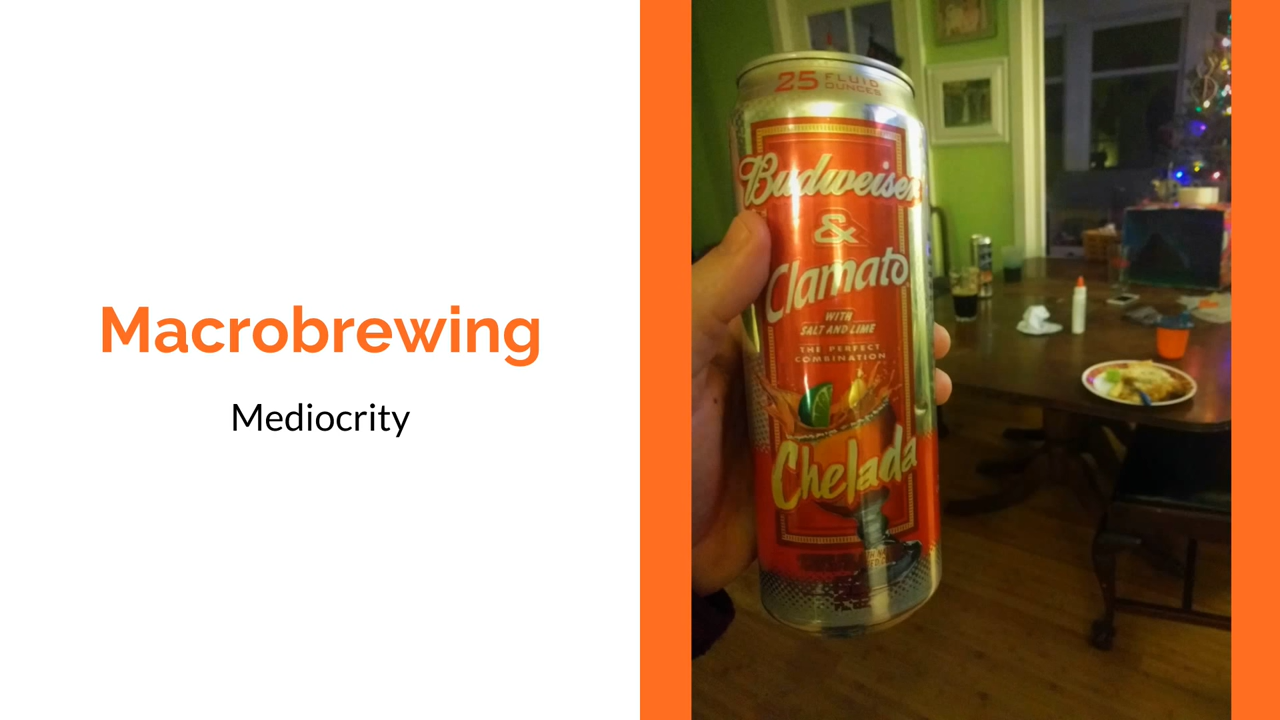 Macrobrewing
Mediocrity
25 FLUID OUNCES
Budweiser
&
Clamato
WITH
SALT AND LIME
THE PERFECT
COMBINATION
Chelada